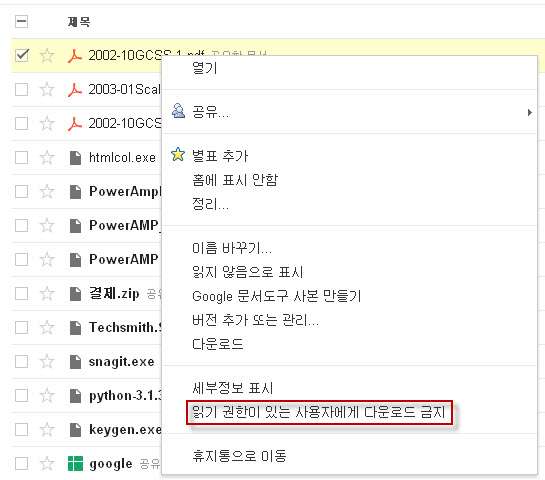 제목
2002-10GCSS-1.pdf 공유한 문서
열기
2003-01Scal
공유...
2002-10GCSS
htmlcol.exe
별표 추가
홈에 표시 안함
PowerAmpl
정리...
PowerAMP_
이름 바꾸기...
PowerAMP
읽지 않음으로 표시
결제.zip 공유
Google 문서도구 사본 만들기
버전 추가 또는 관리...
Techsmith.S
다운로드
snagit.exe
세부정보 표시
python-3.1.3
읽기 권한이 있는 사용자에게 다운로드 금지
keygen.exe
휴지통으로 이동
google 공유